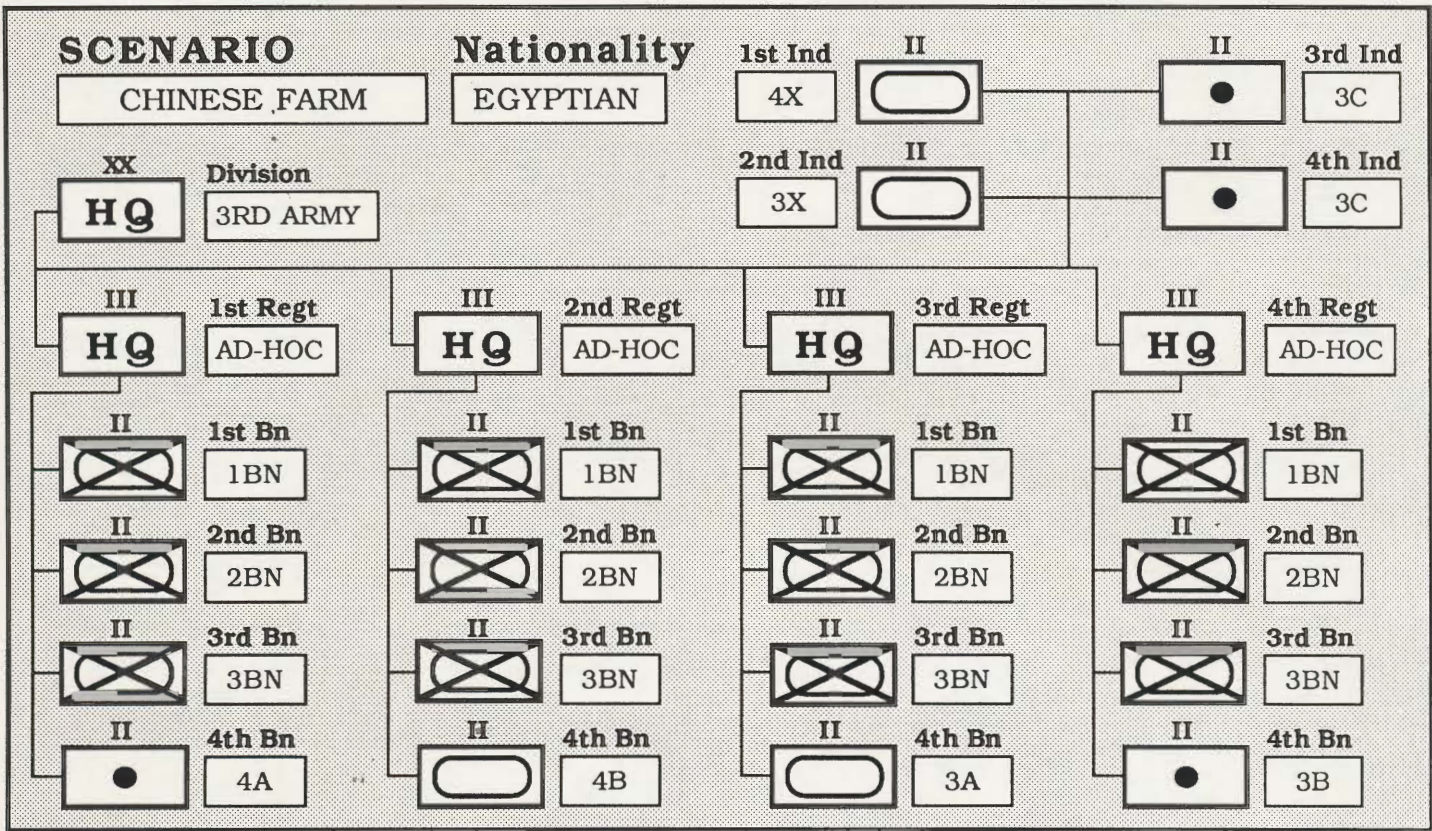 SCENARIO
CHINESE FARM
Nationality
EGYPTIAN
1st Ind
4X
II
II
3rd Ind
3C
2nd Ind
3X
II
II
4th Ind
3C
XX
HQ
Division
3RD ARMY
III
HQ
1st Regt
AD-HOC
III
HQ
2nd Regt
AD-HOC
III
HQ
3rd Regt
AD-HOC
III
HQ
4th Regt
AD-HOC
II
1st Bn
1BN
II
1st Bn
1BN
II
1st Bn
1BN
II
1st Bn
1BN
II
2nd Bn
2BN
II
2nd Bn
2BN
II
2nd Bn
2BN
II
2nd Bn
2BN
II
3rd Bn
3BN
II
3rd Bn
3BN
II
3rd Bn
3BN
II
3rd Bn
3BN
II
4th Bn
4A
II
4th Bn
4B
II
4th Bn
3A
II
4th Bn
3B